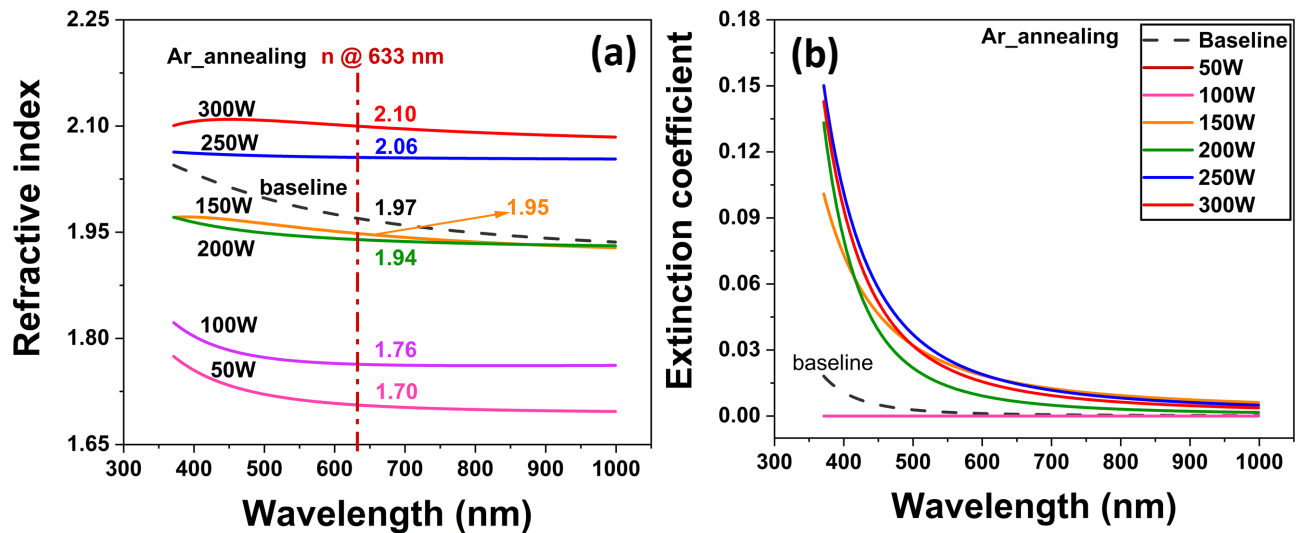 Refractive index
2.25
2.10
1.95
1.80
1.65
Ar_annealing n @ 633 nm
(a)
300W
2.10
250W
2.06
baseline
1.97
150W
1.95
200W
1.94
100W
1.76
50W
1.70
300 400 500 600 700 800 900 1000
Wavelength (nm)
Extinction coefficient
0.18
0.15
0.12
0.09
0.06
0.03
0.00
(b)
Ar_annealing
Baseline
50W
100W
150W
200W
250W
300W
baseline
300 400 500 600 700 800 900 1000
Wavelength (nm)